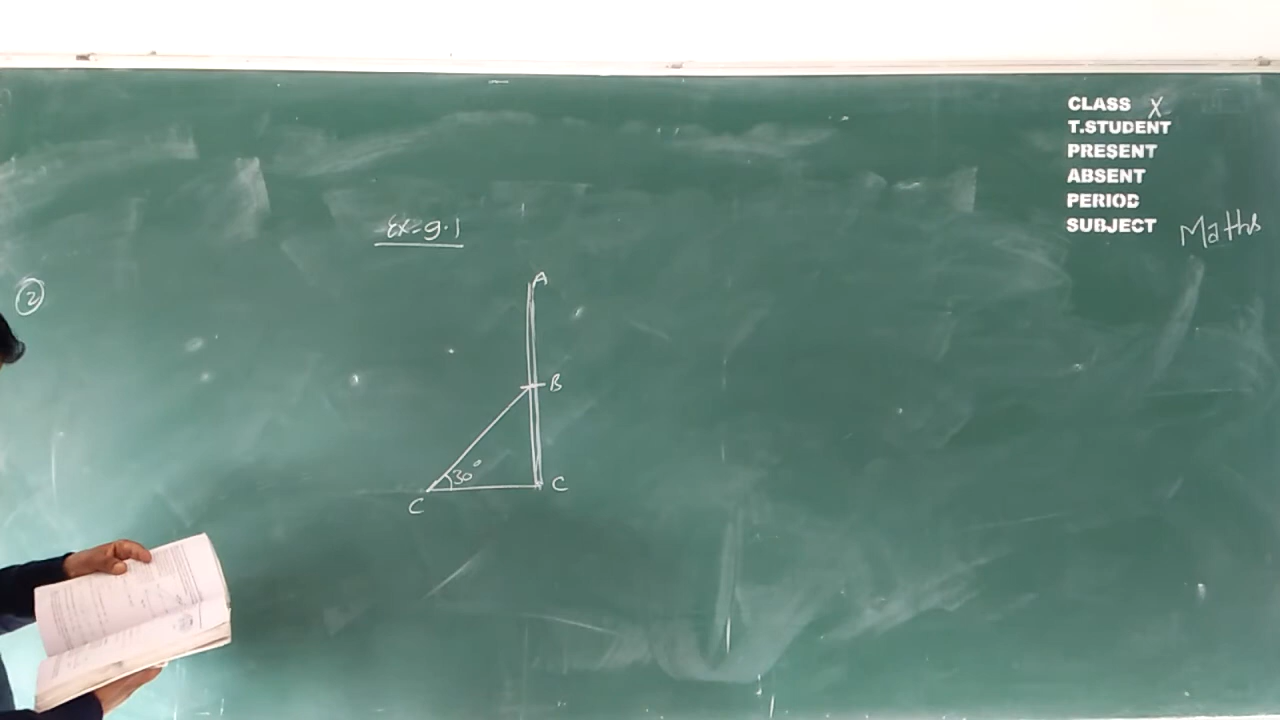 CLASS X
T.STUDENT
PRESENT
ABSENT
PERIOD
SUBJECT Maths
Ex-9.1
2
A
B
30°
C
C